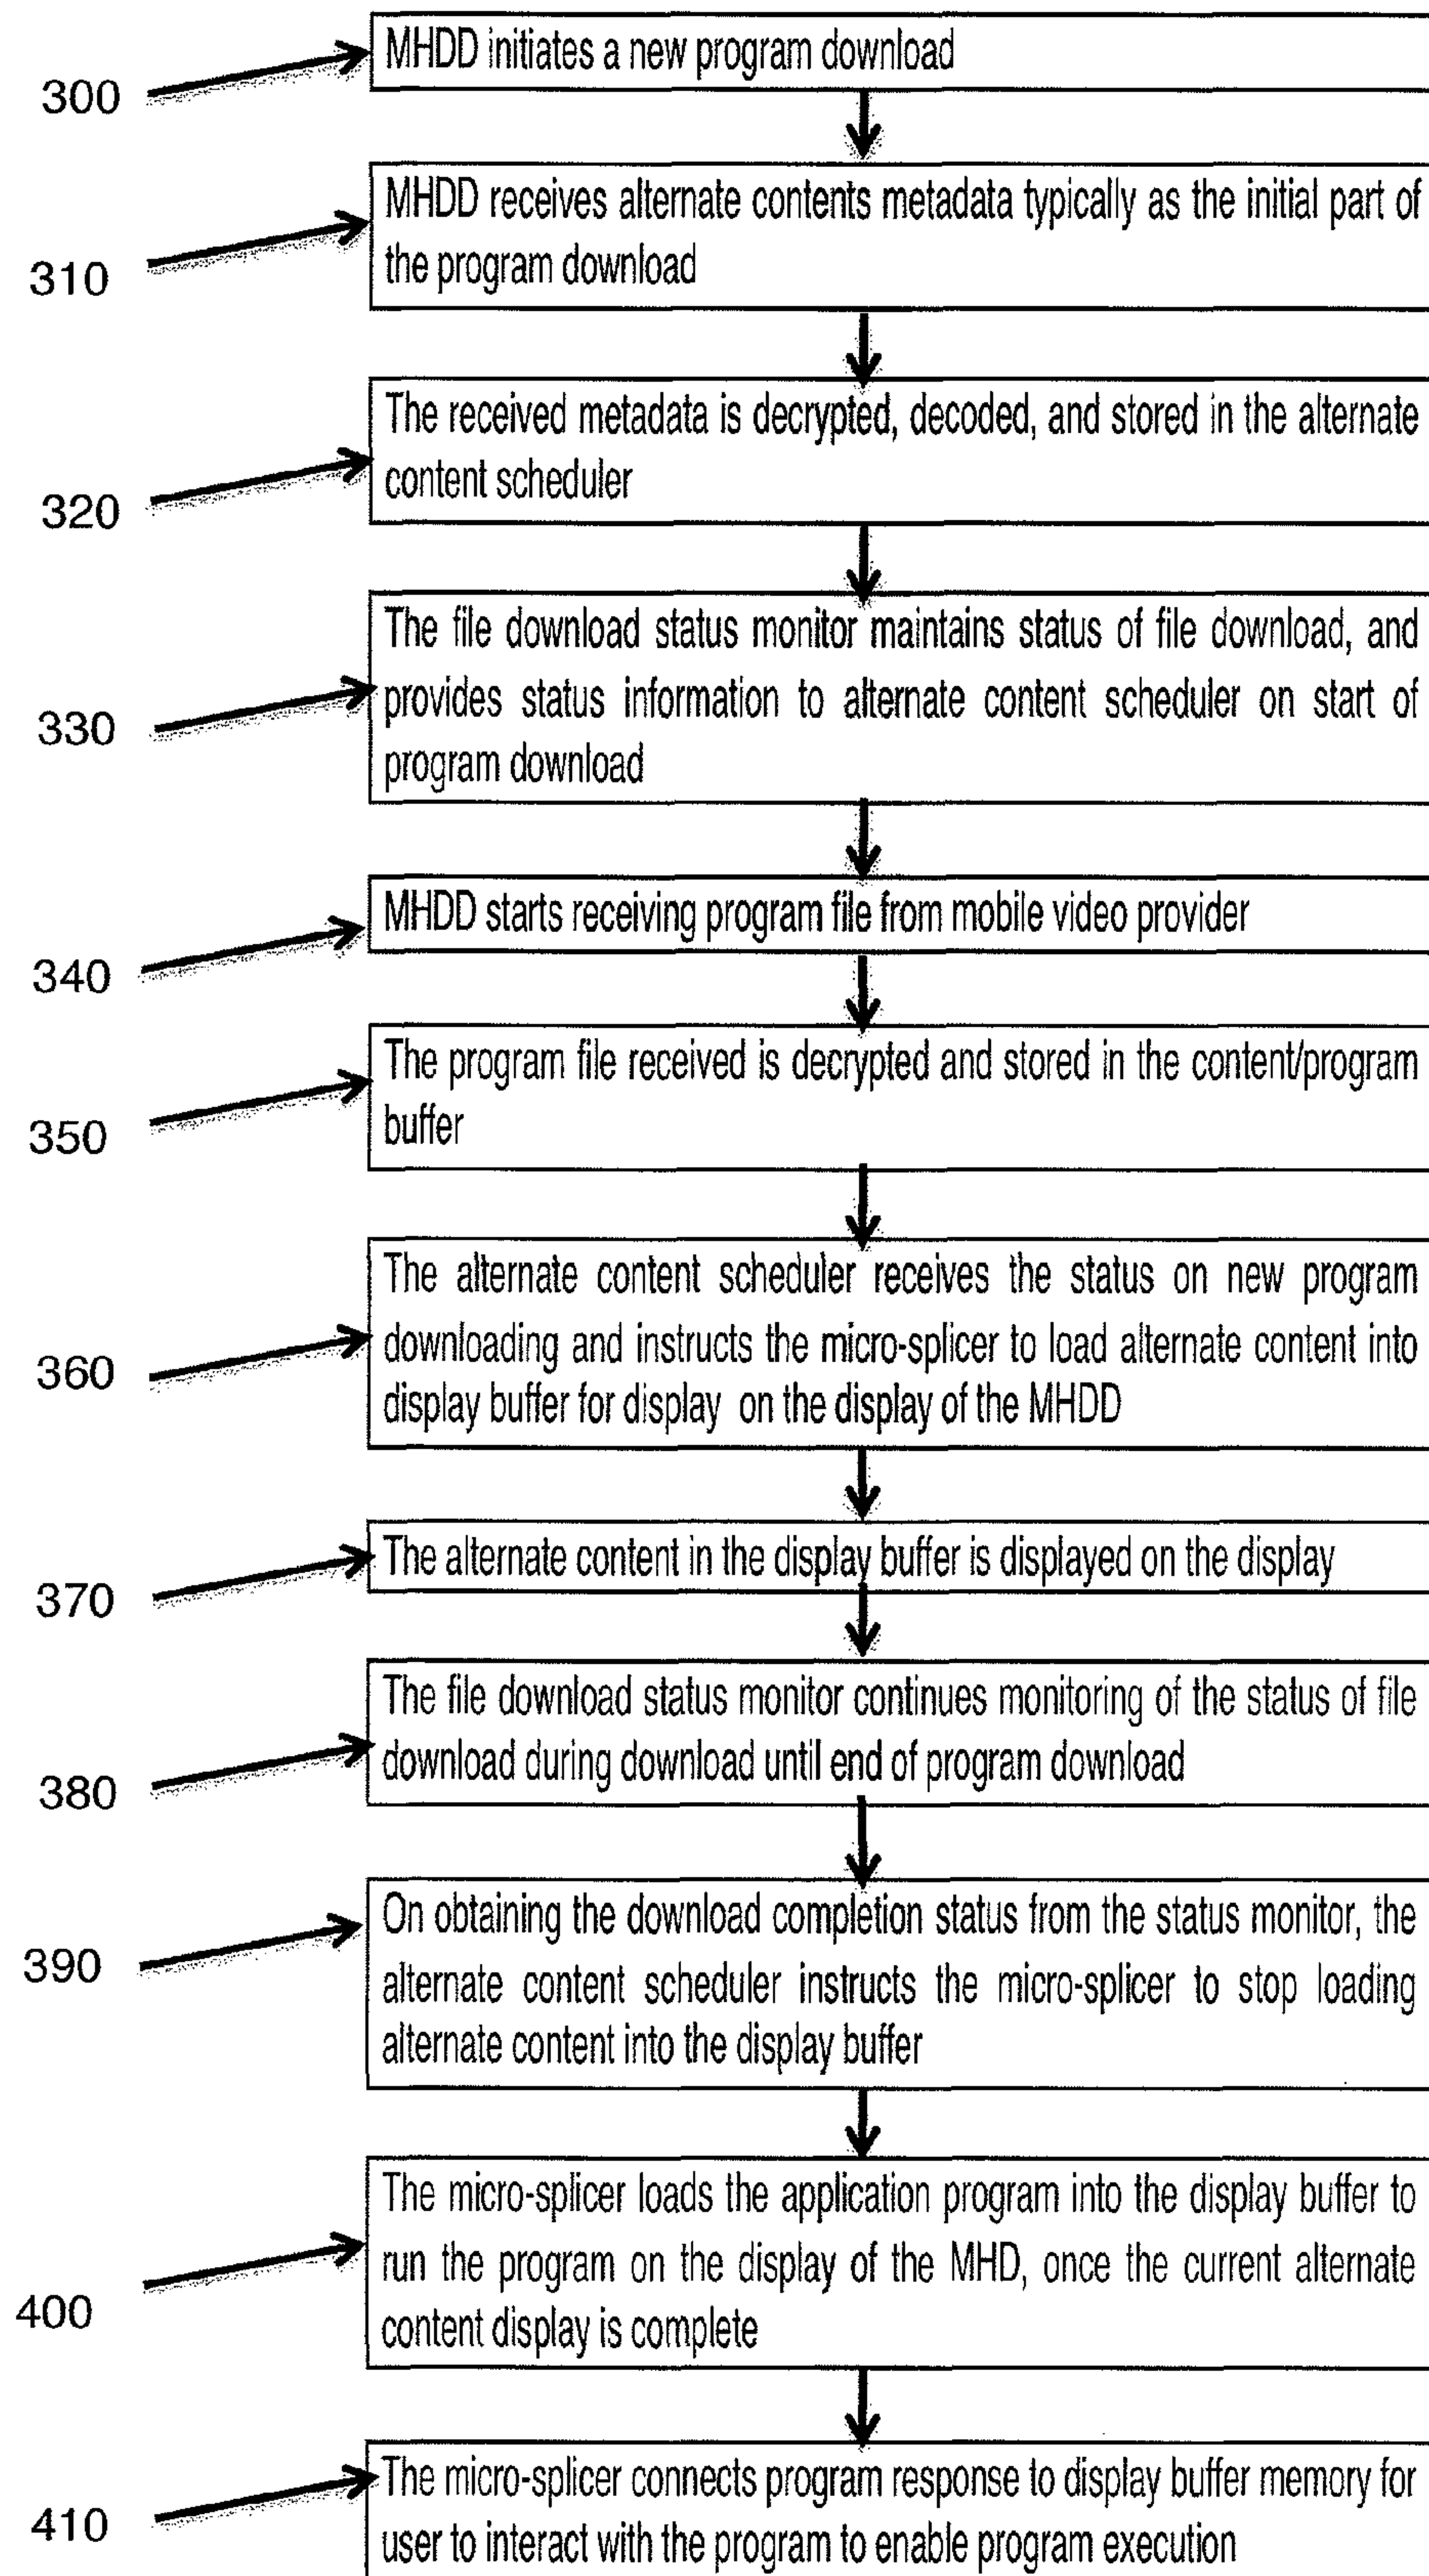 300
MHDD initiates a new program download
310
MHDD receives alternate contents metadata typically as the initial part of
the program download
320
The received metadata is decrypted, decoded, and stored in the alternate
content scheduler
330
The file download status monitor maintains status of file download, and
provides status information to alternate content scheduler on start of
program download
340
MHDD starts receiving program file from mobile video provider
350
The program file received is decrypted and stored in the content/program
buffer
360
The alternate content scheduler receives the status on new program
downloading and instructs the micro-splicer to load alternate content into
display buffer for display on the display of the MHDD
370
The alternate content in the display buffer is displayed on the display
380
The file download status monitor continues monitoring of the status of file
download during download until end of program download
390
On obtaining the download completion status from the status monitor, the
alternate content scheduler instructs the micro-splicer to stop loading
alternate content into the display buffer
400
The micro-splicer loads the application program into the display buffer to
run the program on the display of the MHD, once the current alternate
content display is complete
410
The micro-splicer connects program response to display buffer memory for
user to interact with the program to enable program execution